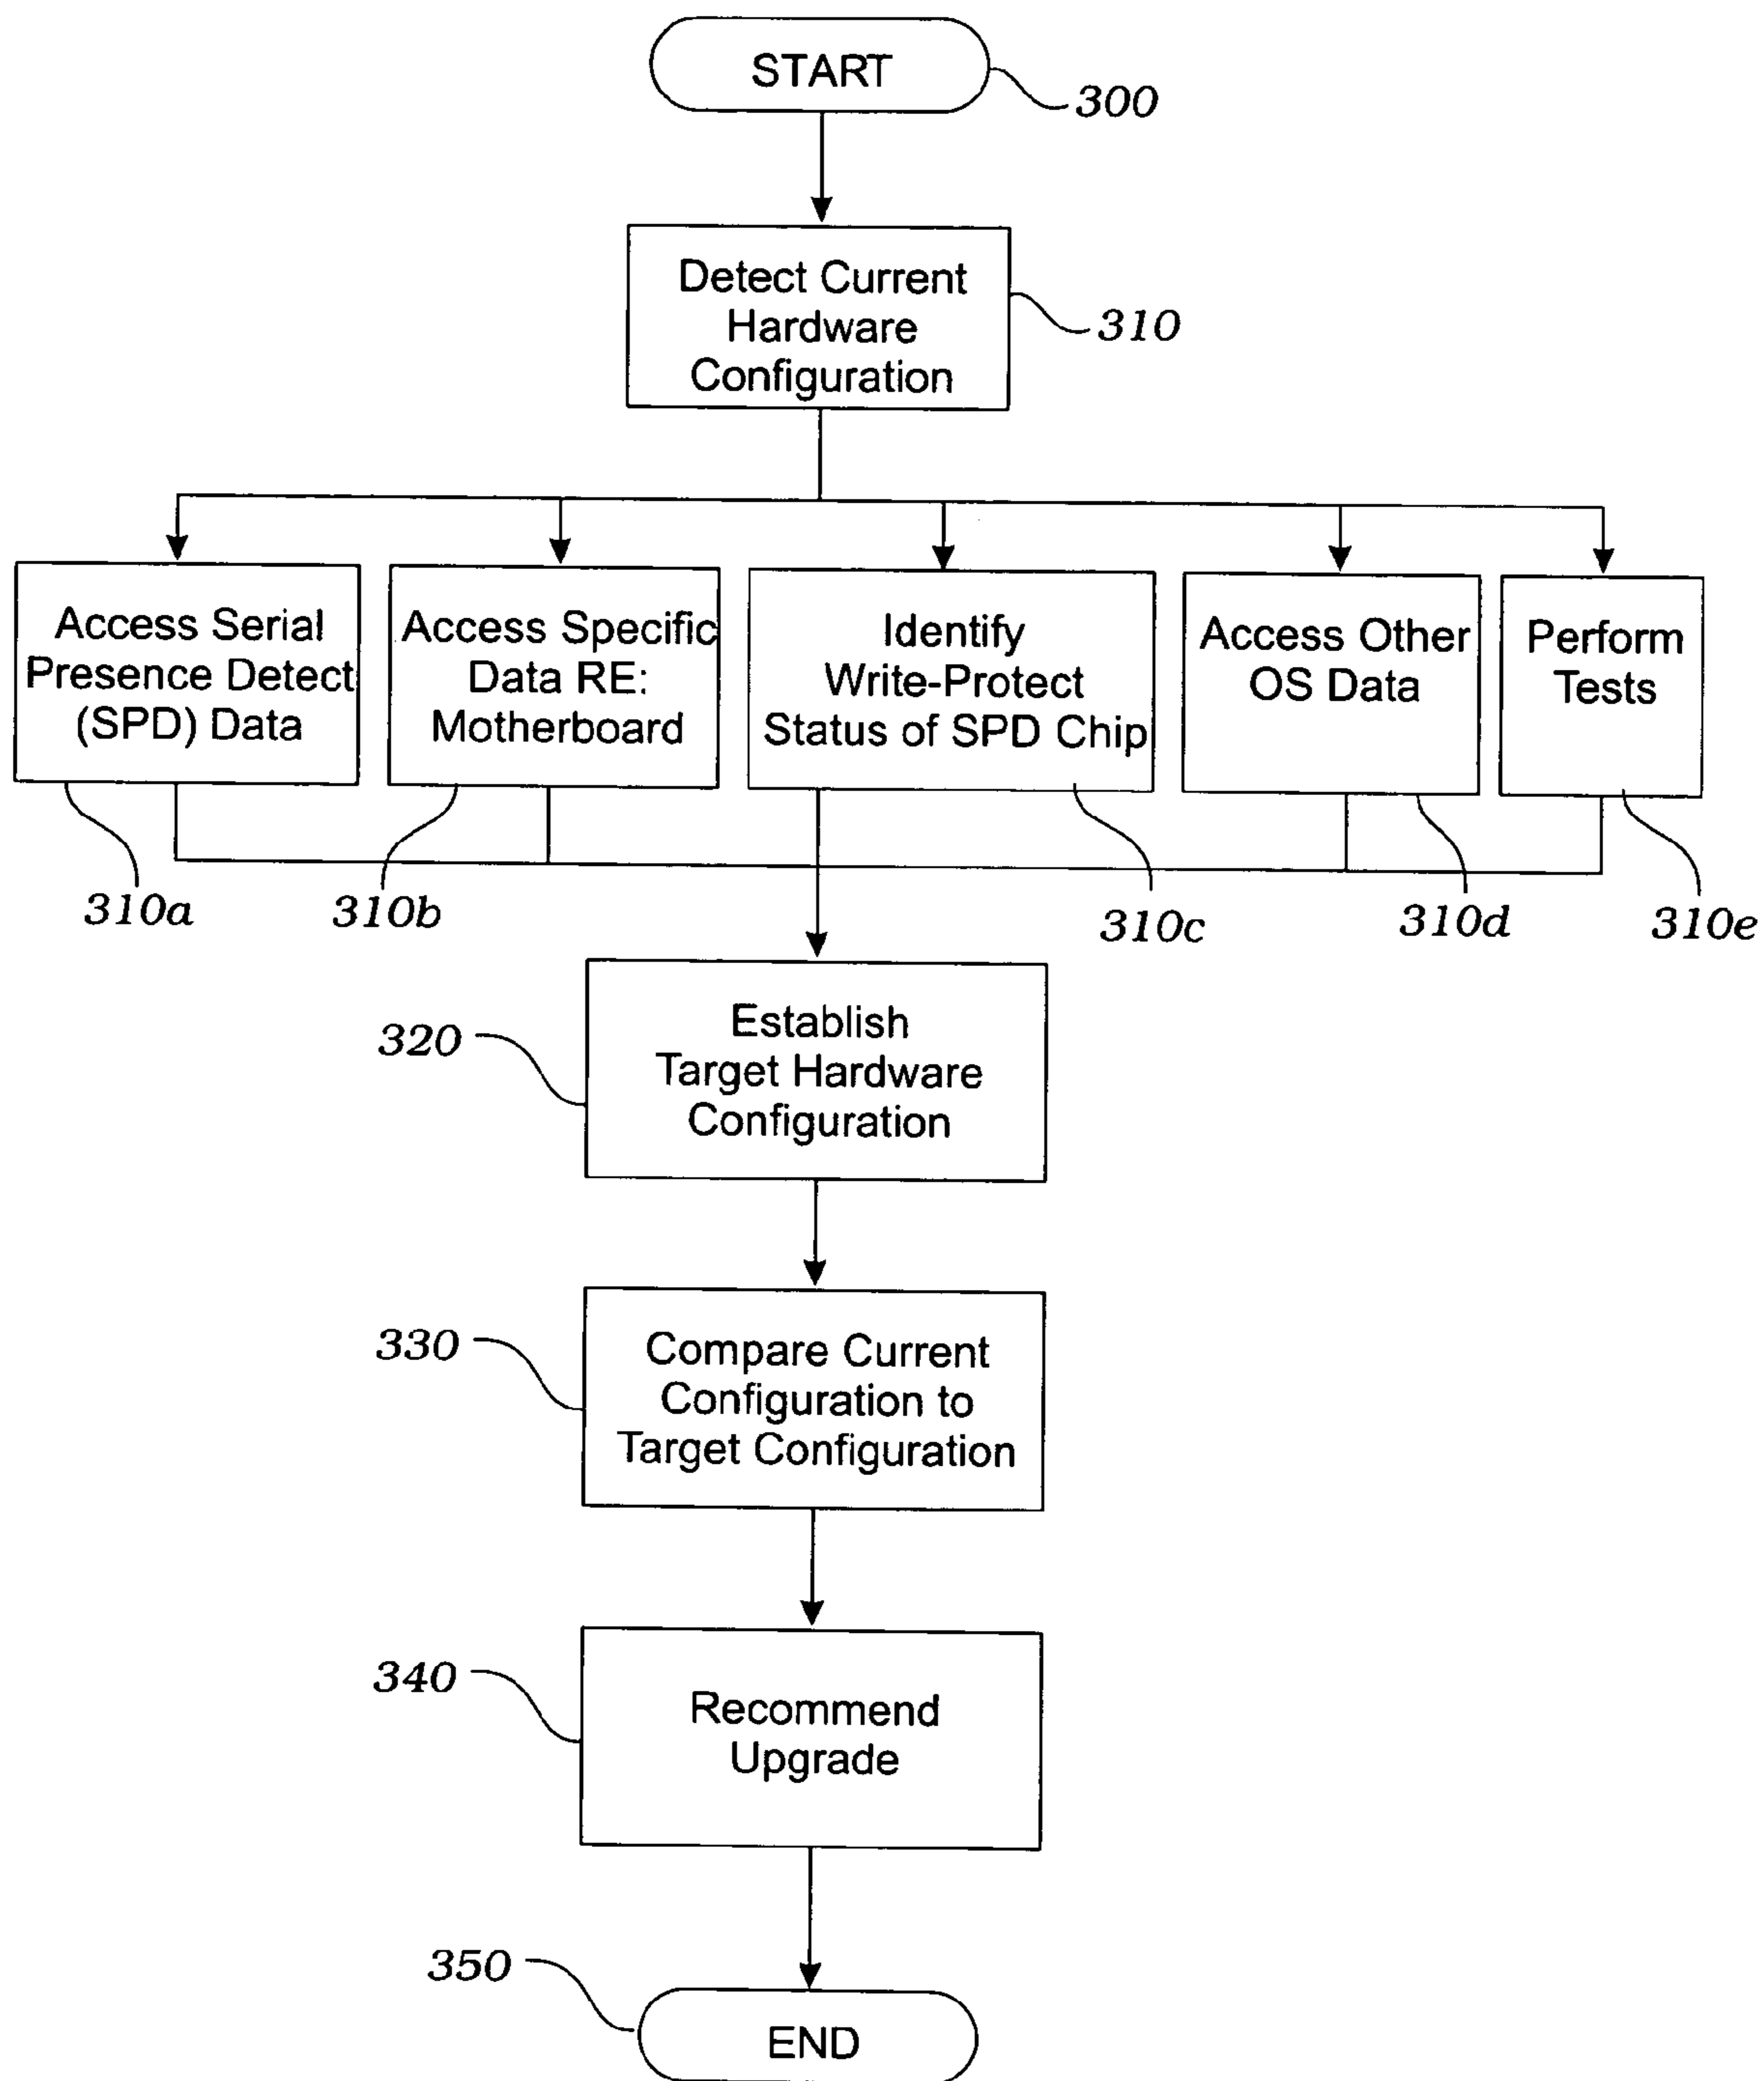 START
300
Detect Current
Hardware
Configuration
310
Access Serial
Presence Detect
(SPD) Data
Access Specific
Data RE:
Motherboard
Identify
Write-Protect
Status of SPD Chip
Access Other
OS Data
Perform
Tests
310a
310b
310c
310d
310e
320
Establish
Target Hardware
Configuration
330
Compare Current
Configuration to
Target Configuration
340
Recommend
Upgrade
350
END